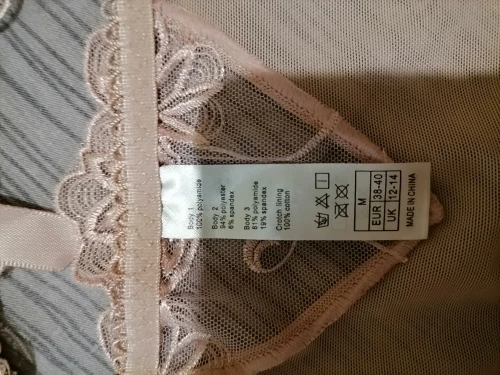 Body 1
100% polyamide
Body 2
94% polyester
6% spandex
Body 3
81% polyamide
19% spandex
Crotch lining
100% cotton
M
EUR 38-40
UK 12-14
MADE IN CHINA